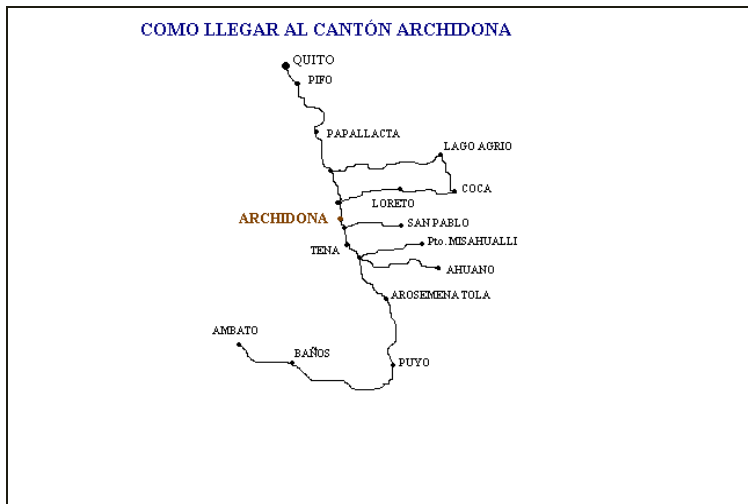 COMO LLEGAR AL CANTÓN ARCHIDONA
QUITO
PIFO
PAPALLACTA
LAGO AGRIO
COCA
LORETO
ARCHIDONA
SAN PABLO
Pto. MISAHUALLI
TENA
AHUANO
AROSEMENA TOLA
AMBATO
BAÑOS
PUYO